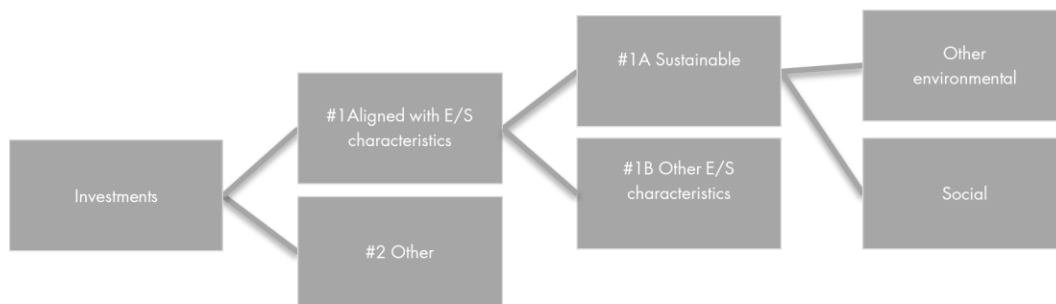 Investments
#1Aligned with E/S
characteristics
#2 Other
#1A Sustainable
#1B Other E/S
characteristics
Other
environmental
Social